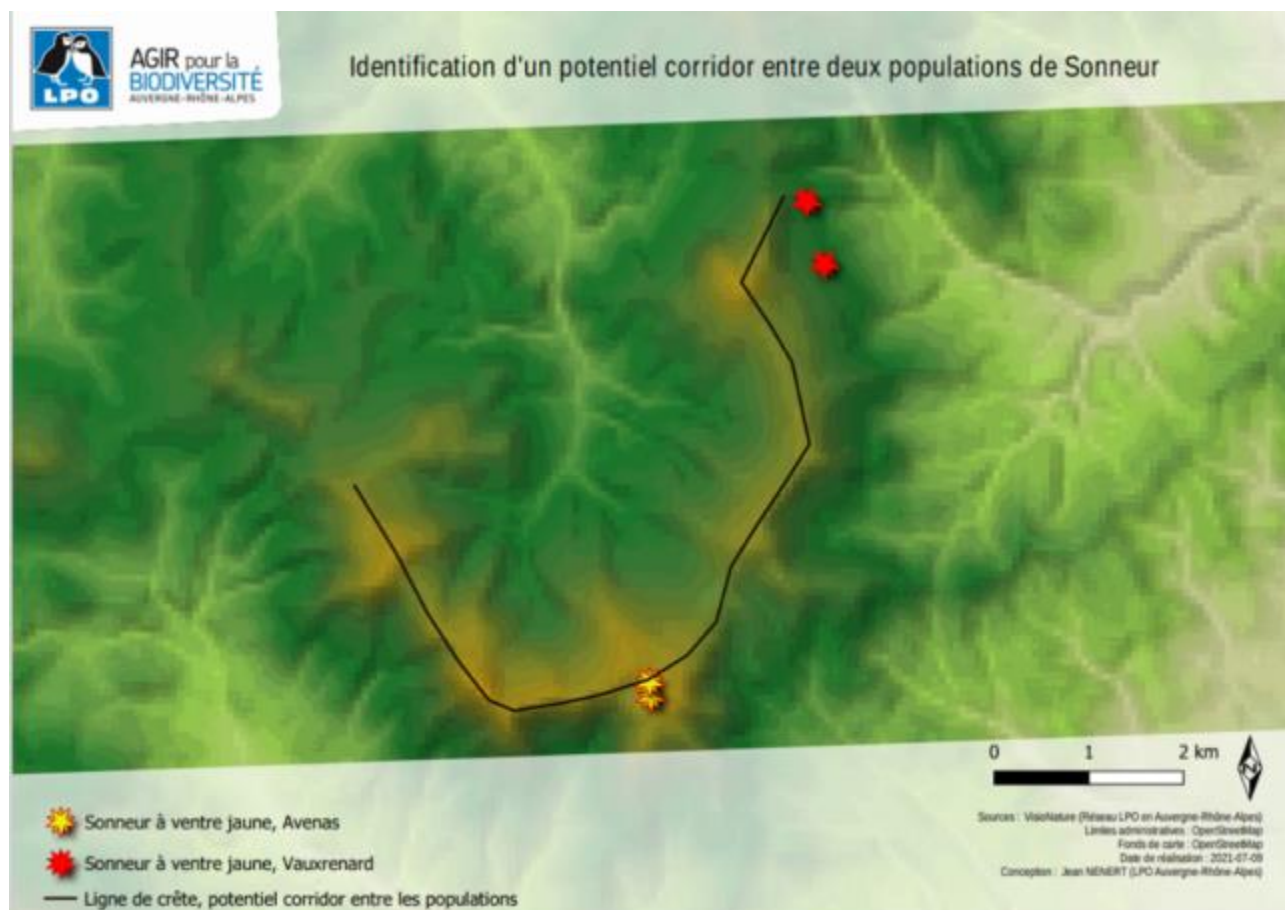 LPO
AGIR pour la
BIODIVERSITÉ
AUVERGNE-RHÔNE-ALPES
Identification d'un potentiel corridor entre deux populations de Sonneur
0 1 2 km
N
Sonneur à ventre jaune, Avenas
Sonneur à ventre jaune, Vauxrenard
Ligne de crête, potentiel corridor entre les populations
Sources : VisioNature (Réseau LPO en Auvergne-Rhône-Alpes)
Limites administratives : OpenStreetMap
Fonds de carte : OpenStreetMap
Date de réalisation : 2021-07-09
Conception : Jean NENERT (LPO Auvergne-Rhône-Alpes)